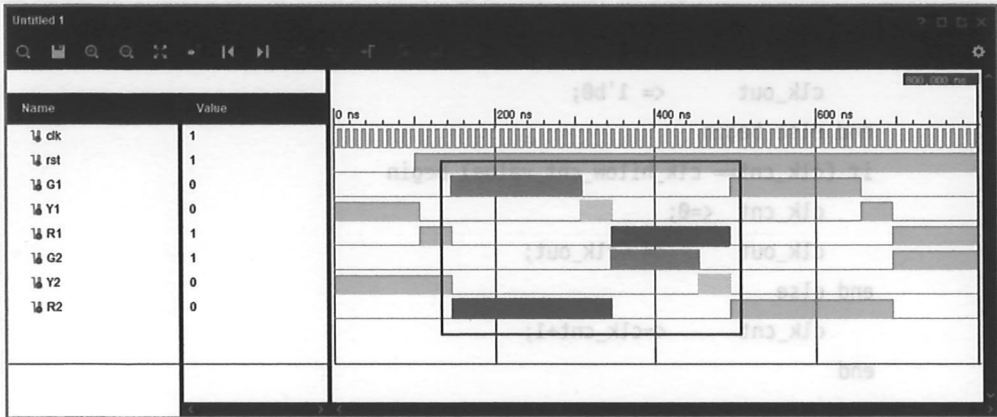 Untitled 1
800,000 ns
Name Value
0 ns 200 ns 400 ns 600 ns
clk 1
rst 1
G1 0
Y1 0
R1 1
G2 1
Y2 0
R2 0
clk_out <= 1'b0;
begin
clk_cnt <=0;
clk_out clk_out;
end else
clk_cnt <=clk_cnt+1;
end